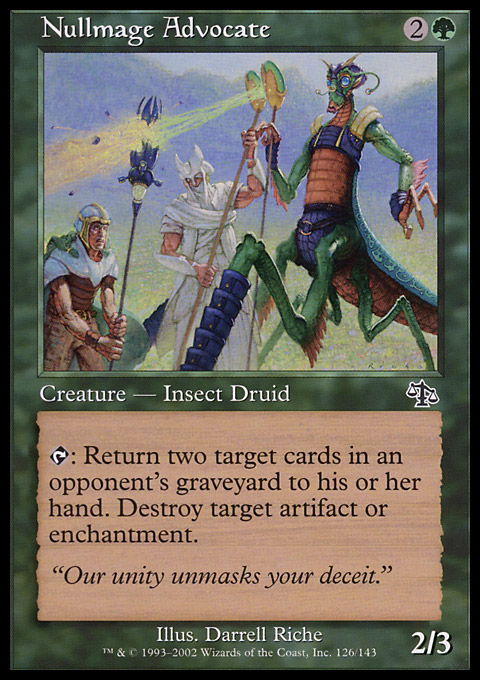 Nullmage Advocate 2
Creature — Insect Druid
: Return two target cards in an
opponent's graveyard to his or her
hand. Destroy target artifact or
enchantment.
“Our unity unmasks your deceit.”
Illus. Darrell Riche
2/3
™ & © 1993–2002 Wizards of the Coast, Inc. 126/143